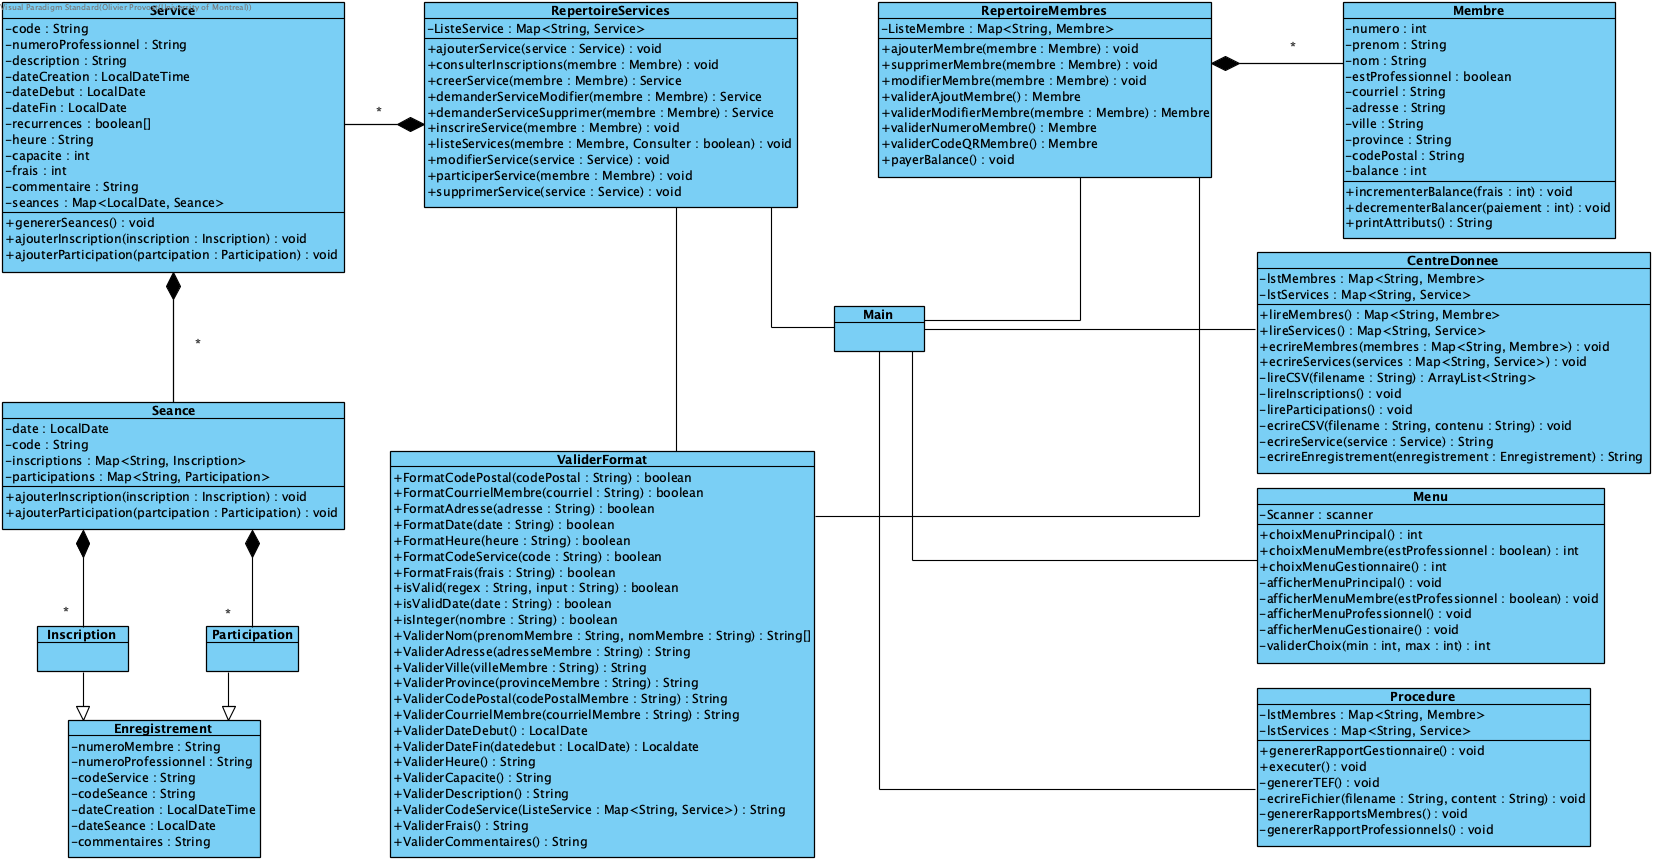 Visual Paradigm Standard(Olivier Provost(University of Montreal))
Service
-code : String
-numeroProfessionnel : String
-description : String
-dateCreation : LocalDateTime
-dateDebut : LocalDate
-dateFin : LocalDate
-recurrences : boolean[]
-heure : String
-capacite : int
-frais : int
-commentaire : String
-seances : Map<LocalDate, Seance>
+genererSeances() : void
+ajouterInscription(inscription : Inscription) : void
+ajouterParticipation(partcipation : Participation) : void
*
RepertoireServices
-ListeService : Map<String, Service>
+ajouterService(service : Service) : void
+consulterInscriptions(membre : Membre) : void
+creerService(membre : Membre) : Service
+demanderServiceModifier(membre : Membre) : Service
+demanderServiceSupprimer(membre : Membre) : Service
+inscrireService(membre : Membre) : void
+listeServices(membre : Membre, Consulter : boolean) : void
+modifierService(service : Service) : void
+participerService(membre : Membre) : void
+supprimerService(service : Service) : void
RepertoireMembres
-ListeMembre : Map<String, Membre>
+ajouterMembre(membre : Membre) : void
+supprimerMembre(membre : Membre) : void
+modifierMembre(membre : Membre) : void
+validerAjoutMembre() : Membre
+validerModifierMembre(membre : Membre) : Membre
+validerNumeroMembre() : Membre
+validerCodeQRMembre() : Membre
+payerBalance() : void
*
Membre
-numero : int
-prenom : String
-nom : String
-estProfessionnel : boolean
-courriel : String
-adresse : String
-ville : String
-province : String
-codePostal : String
-balance : int
+incrementerBalance(frais : int) : void
+decrementerBalancer(paiement : int) : void
+printAttributs() : String
CentreDonnee
-lstMembres : Map<String, Membre>
-lstServices : Map<String, Service>
+lireMembres() : Map<String, Membre>
+lireServices() : Map<String, Service>
+ecrireMembres(membres : Map<String, Membre>) : void
+ecrireServices(services : Map<String, Service>) : void
-lireCSV(filename : String) : ArrayList<String>
-lireInscriptions() : void
-lireParticipations() : void
-ecrireCSV(filename : String, contenu : String) : void
-ecrireService(service : Service) : String
-ecrireEnregistrement(enregistrement : Enregistrement) : String
Main
*
Seance
-date : LocalDate
-code : String
-inscriptions : Map<String, Inscription>
-participations : Map<String, Participation>
+ajouterInscription(inscription : Inscription) : void
+ajouterParticipation(partcipation : Participation) : void
*
*
Inscription
Participation
Enregistrement
-numeroMembre : String
-numeroProfessionnel : String
-codeService : String
-codeSeance : String
-dateCreation : LocalDateTime
-dateSeance : LocalDate
-commentaires : String
ValiderFormat
+FormatCodePostal(codePostal : String) : boolean
+FormatCourrielMembre(courriel : String) : boolean
+FormatAdresse(adresse : String) : boolean
+FormatDate(date : String) : boolean
+FormatHeure(heure : String) : boolean
+FormatCodeService(code : String) : boolean
+FormatFrais(frais : String) : boolean
+isValid(regex : String, input : String) : boolean
+isValidDate(date : String) : boolean
+isInteger(nombre : String) : boolean
+ValiderNom(prenomMembre : String, nomMembre : String) : String[]
+ValiderAdresse(adresseMembre : String) : String
+ValiderVille(villeMembre : String) : String
+ValiderProvince(provinceMembre : String) : String
+ValiderCodePostal(codePostalMembre : String) : String
+ValiderCourrielMembre(courrielMembre : String) : String
+ValiderDateDebut() : LocalDate
+ValiderDateFin(datedebut : LocalDate) : Localdate
+ValiderHeure() : String
+ValiderCapacite() : String
+ValiderDescription() : String
+ValiderCodeService(ListeService : Map<String, Service>) : String
+ValiderFrais() : String
+ValiderCommentaires() : String
Menu
-Scanner : scanner
+choixMenuPrincipal() : int
+choixMenuMembre(estProfessionnel : boolean) : int
+choixMenuGestionnaire() : int
-afficherMenuPrincipal() : void
-afficherMenuMembre(estProfessionnel : boolean) : void
-afficherMenuProfessionnel() : void
-afficherMenuGestionaire() : void
-validerChoix(min : int, max : int) : int
Procedure
-lstMembres : Map<String, Membre>
-lstServices : Map<String, Service>
+genererRapportGestionnaire() : void
+executer() : void
-genererTEF() : void
-ecrireFichier(filename : String, content : String) : void
-genererRapportsMembres() : void
-genererRapportProfessionnels() : void